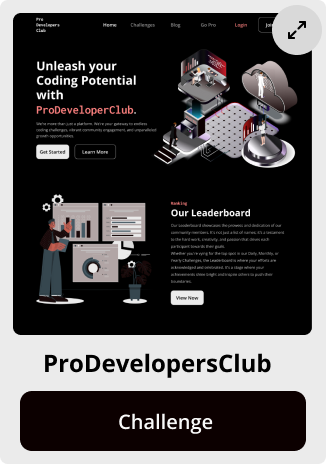 Pro
Developers
Club
Home Challenges Blog Go Pro Login Join
Unleash your
Coding Potential
with
ProDeveloperClub.
We're more than just a platform. We're your gateway to endless
coding challenges, vibrant community engagement, and unparalleled
growth opportunities.
Get Started Learn More
Ranking
Our Leaderboard
Our Leaderboard showcases the prowess and dedication of our
community members. It's not just a list of names; it's a testament
to the hard work, creativity, and passion that drives each
participant towards their goals.
Whether you're vying for the top spot in our Daily, Monthly, or
Yearly Challenges, the Leaderboard is where your efforts are
acknowledged and celebrated. It's a stage where your
achievements shine bright and inspire others to push their
boundaries.
View Now
ProDevelopersClub
Challenge